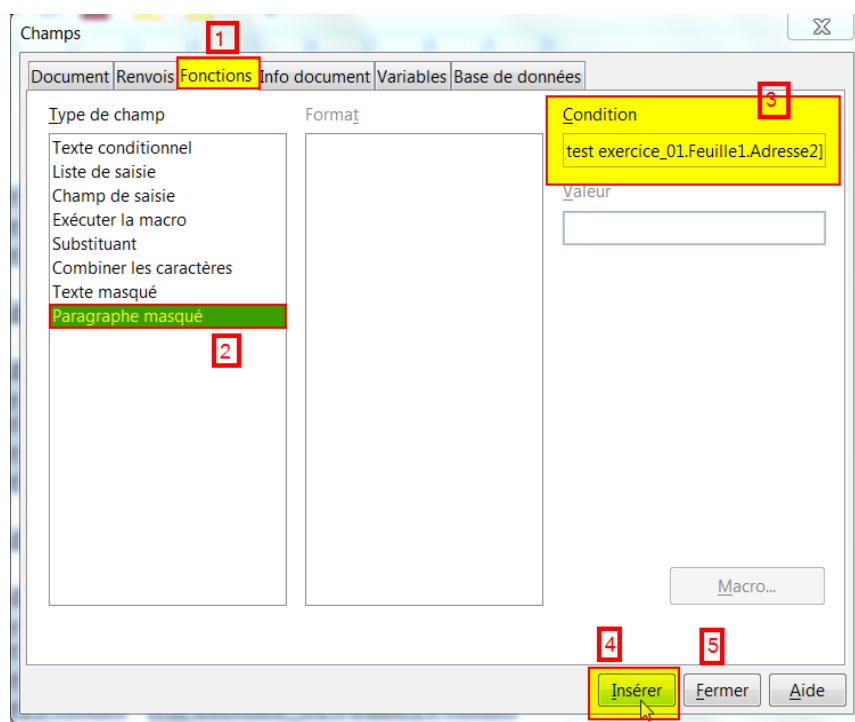 Champs
1
Document Renvois Fonctions Info document Variables Base de données
3
Type de champ
Format
Condition
Texte conditionnel
Liste de saisie
Champ de saisie
Exécuter la macro
Substituant
Combiner les caractères
Texte masqué
Paragraphe masqué
2
test exercice_01.Feuille1.Adresse2]
Valeur
Macro...
4
5
Insérer Fermer Aide